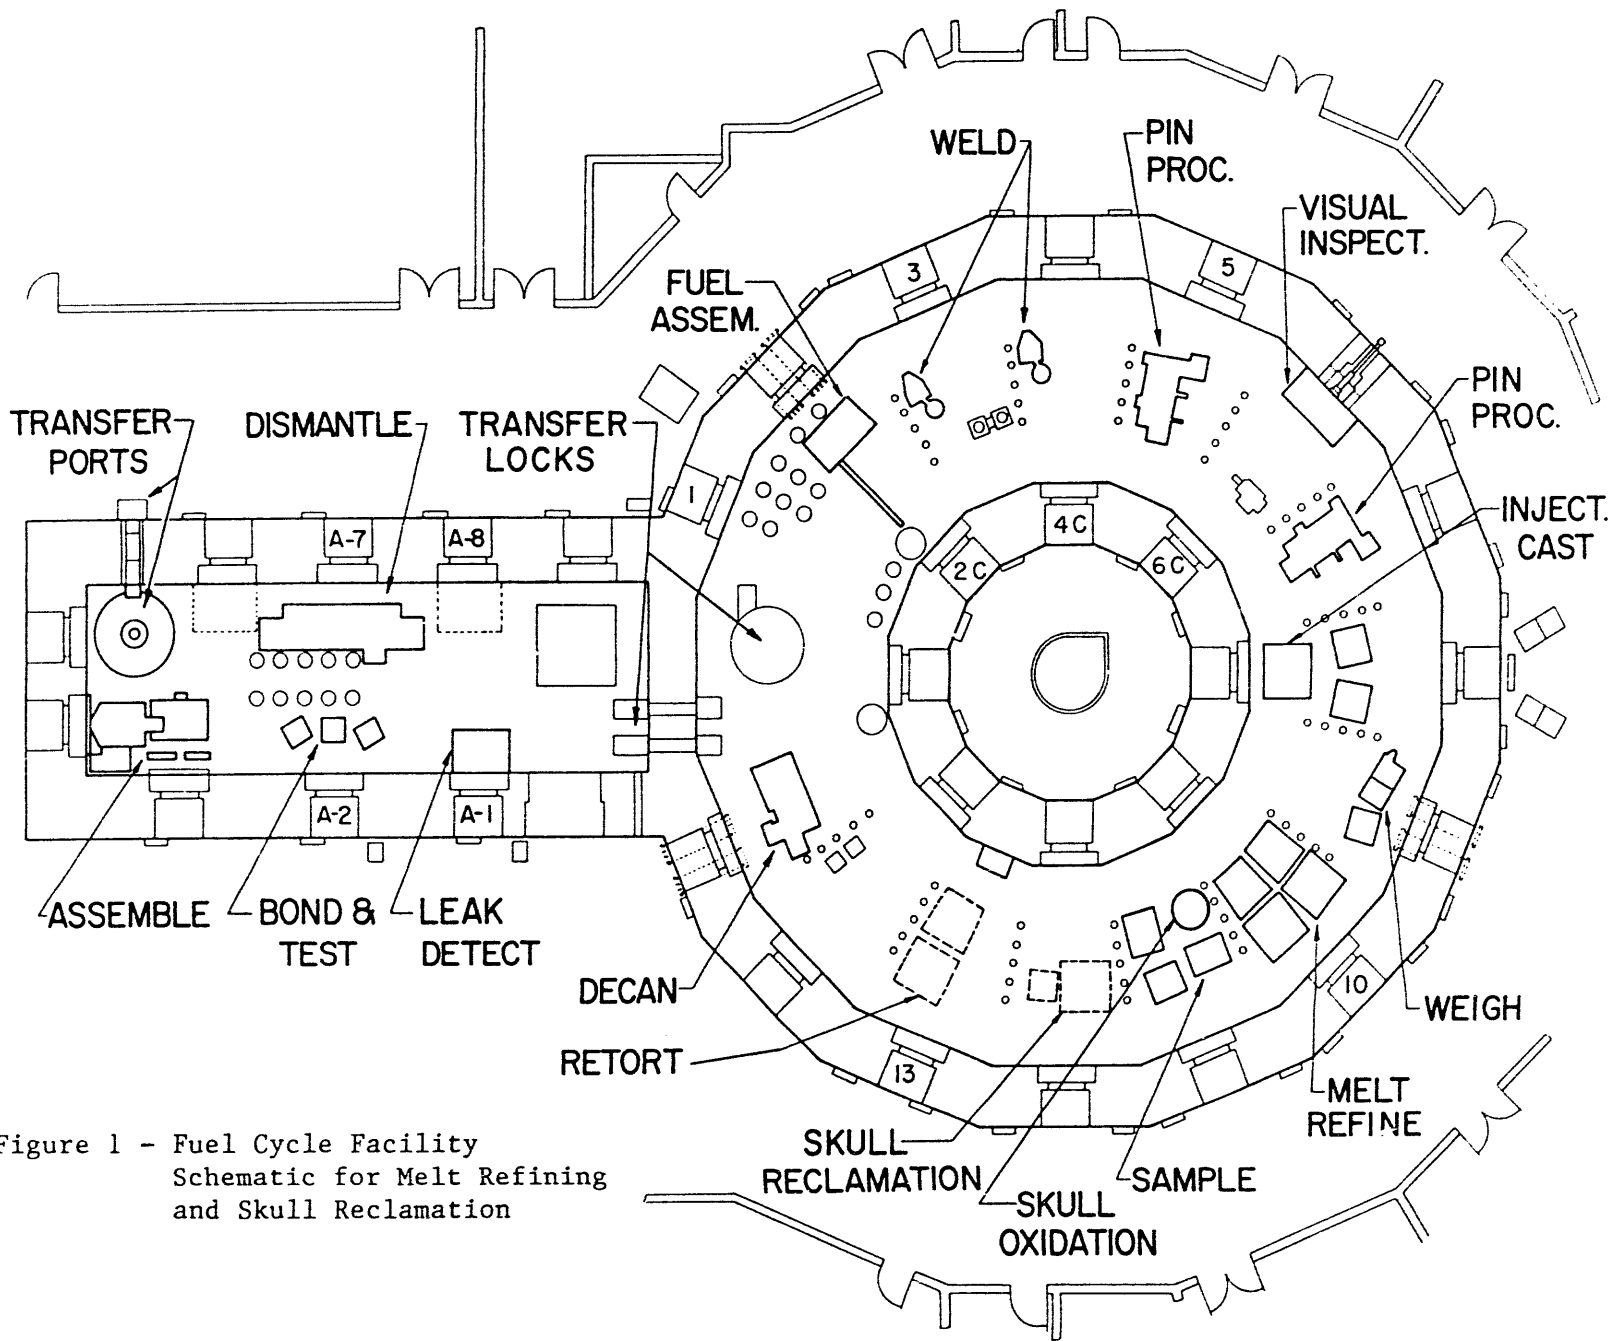 WELD
PIN
PROC.
VISUAL
INSPECT.
3
5
FUEL
ASSEM.
PIN
PROC.
TRANSFER
PORTS
DISMANTLE
TRANSFER
LOCKS
1
INJECT.
CAST
A-7
A-8
4C
2C
6C
A-2
A-1
ASSEMBLE
BOND &
TEST
LEAK
DETECT
DECAN
10
WEIGH
RETORT
13
MELT
REFINE
SKULL
RECLAMATION
SAMPLE
SKULL
OXIDATION
Figure 1 - Fuel Cycle Facility
Schematic for Melt Refining
and Skull Reclamation